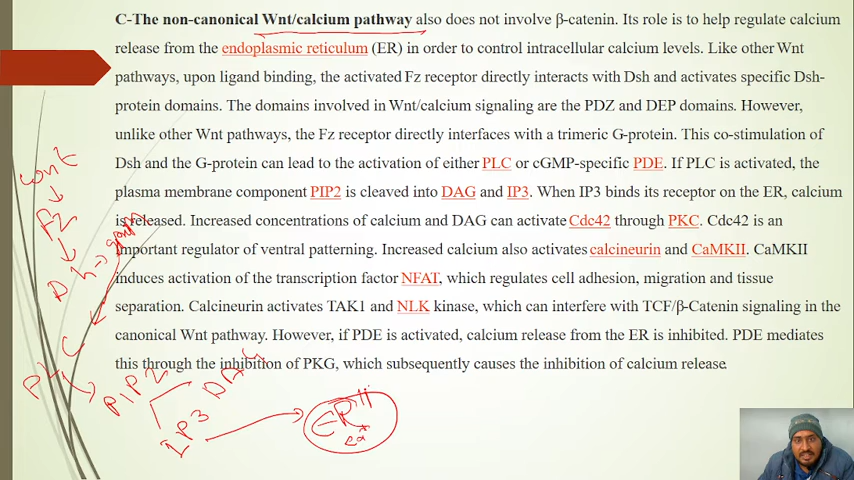 C-The non-canonical Wnt/calcium pathway also does not involve β-catenin. Its role is to help regulate calcium
release from the endoplasmic reticulum (ER) in order to control intracellular calcium levels. Like other Wnt
pathways, upon ligand binding, the activated Fz receptor directly interacts with Dsh and activates specific Dsh-
protein domains. The domains involved in Wnt/calcium signaling are the PDZ and DEP domains. However,
unlike other Wnt pathways, the Fz receptor directly interfaces with a trimeric G-protein. This co-stimulation of
Dsh and the G-protein can lead to the activation of either PLC or cGMP-specific PDE. If PLC is activated, the
plasma membrane component PIP2 is cleaved into DAG and IP3. When IP3 binds its receptor on the ER, calcium
is released. Increased concentrations of calcium and DAG can activate Cdc42 through PKC. Cdc42 is an
important regulator of ventral patterning. Increased calcium also activates calcineurin and CaMKII. CaMKII
induces activation of the transcription factor NFAT, which regulates cell adhesion, migration and tissue
separation. Calcineurin activates TAK1 and NLK kinase, which can interfere with TCF/β-Catenin signaling in the
canonical Wnt pathway. However, if PDE is activated, calcium release from the ER is inhibited. PDE mediates
this through the inhibition of PKG, which subsequently causes the inhibition of calcium release.
Fz
PLC
PIP2
DAG
IP3
ER